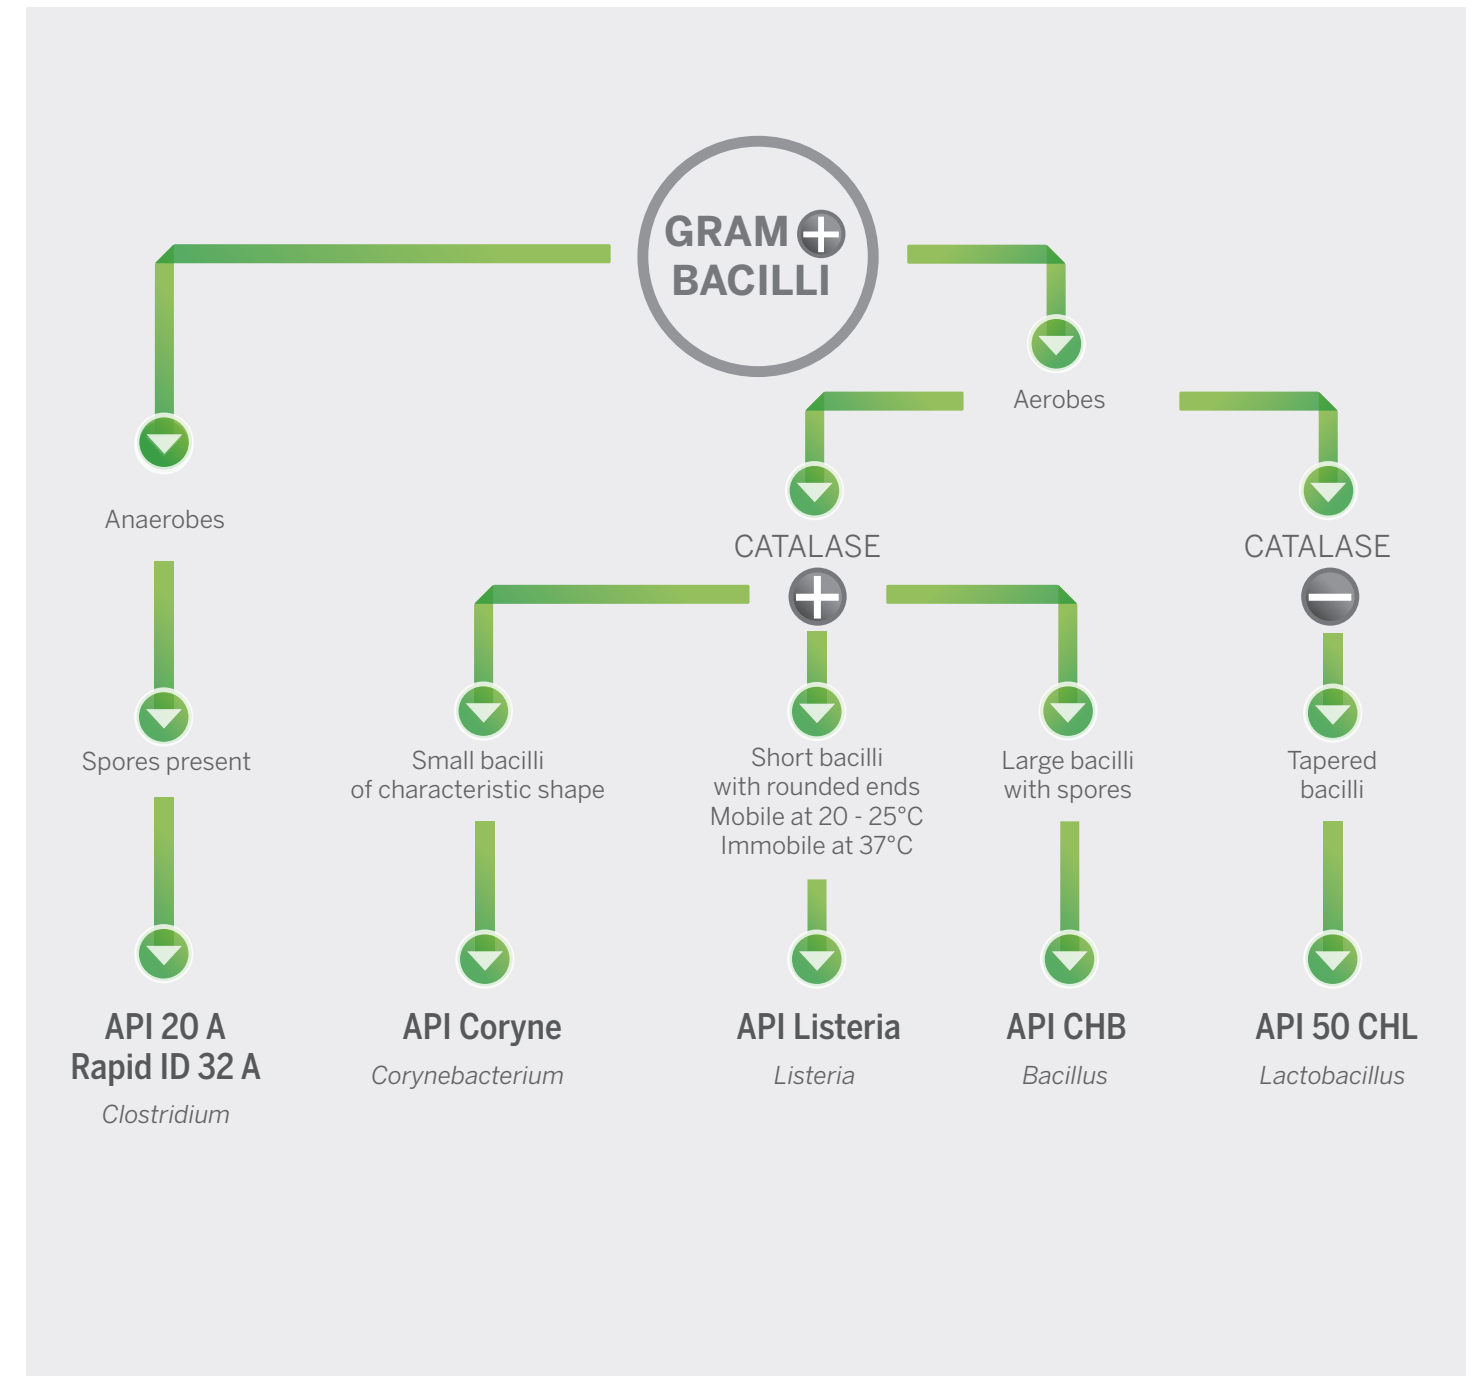 GRAM +
BACILLI
Aerobes
Anaerobes
CATALASE
+
CATALASE
-
Spores present
Small bacilli
of characteristic shape
Short bacilli
with rounded ends
Mobile at 20 - 25°C
Immobile at 37°C
Large bacilli
with spores
Tapered
bacilli
API 20 A
Rapid ID 32 A
Clostridium
API Coryne
Corynebacterium
API Listeria
Listeria
API CHB
Bacillus
API 50 CHL
Lactobacillus